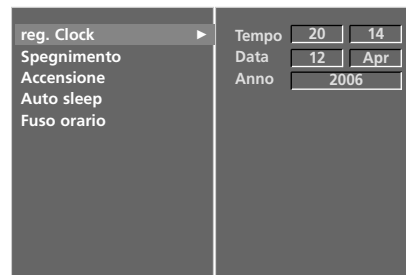 reg. Clock ►
Spegnimento
Accensione
Auto sleep
Fuso orario
Tempo 20 14
Data 12 Apr
Anno 2006